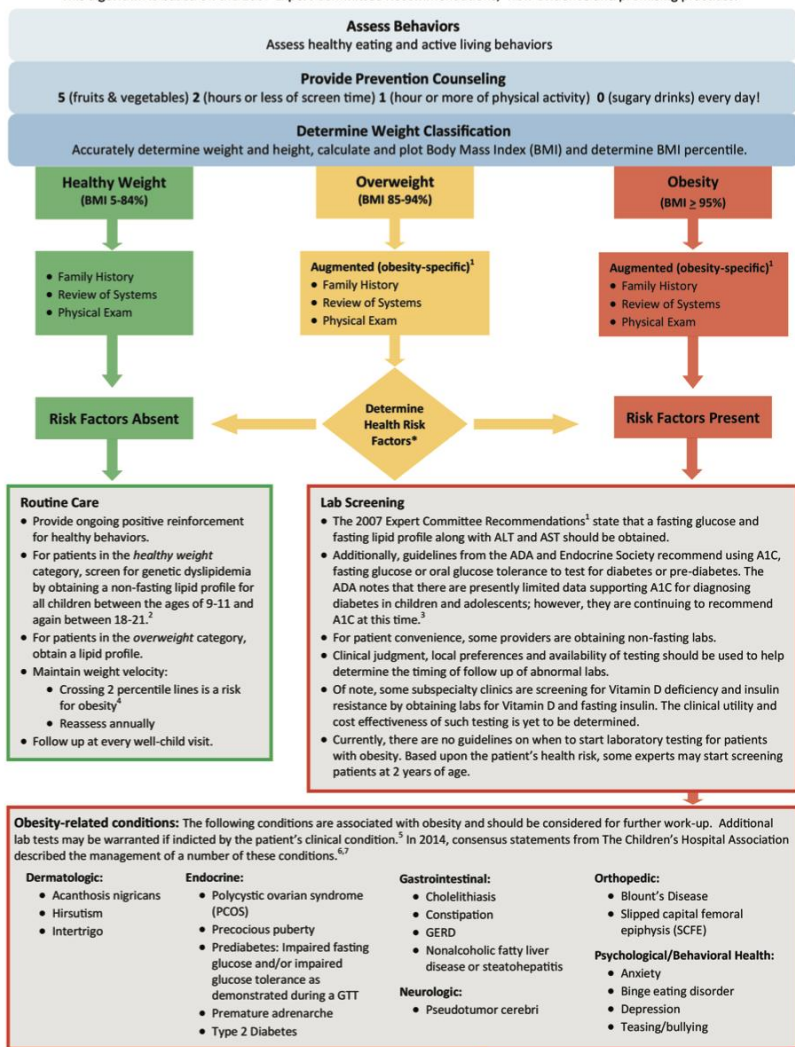 Assess Behaviors
Assess healthy eating and active living behaviors
Provide Prevention Counseling
5 (fruits & vegetables) 2 (hours or less of screen time) 1 (hour or more of physical activity) 0 (sugary drinks) every day!
Determine Weight Classification
Accurately determine weight and height, calculate and plot Body Mass Index (BMI) and determine BMI percentile.
Healthy Weight
(BMI 5-84%)
Overweight
(BMI 85-94%)
Obesity
(BMI ≥ 95%)
• Family History
• Review of Systems
• Physical Exam
Augmented (obesity-specific)¹
• Family History
• Review of Systems
• Physical Exam
Augmented (obesity-specific)¹
• Family History
• Review of Systems
• Physical Exam
Risk Factors Absent
Determine
Health Risk
Factors*
Risk Factors Present
Routine Care
• Provide ongoing positive reinforcement
for healthy behaviors.
• For patients in the healthy weight
category, screen for genetic dyslipidemia
by obtaining a non-fasting lipid profile for
all children between the ages of 9-11 and
again between 18-21.²
• For patients in the overweight category,
obtain a lipid profile.
• Maintain weight velocity:
• Crossing 2 percentile lines is a risk
for obesity⁴
• Reassess annually
• Follow up at every well-child visit.
Lab Screening
• The 2007 Expert Committee Recommendations¹ state that a fasting glucose and
fasting lipid profile along with ALT and AST should be obtained.
• Additionally, guidelines from the ADA and Endocrine Society recommend using A1C,
fasting glucose or oral glucose tolerance to test for diabetes or pre-diabetes. The
ADA notes that there are presently limited data supporting A1C for diagnosing
diabetes in children and adolescents; however, they are continuing to recommend
A1C at this time.³
• For patient convenience, some providers are obtaining non-fasting labs.
• Clinical judgment, local preferences and availability of testing should be used to help
determine the timing of follow up of abnormal labs.
• Of note, some subspecialty clinics are screening for Vitamin D deficiency and insulin
resistance by obtaining labs for Vitamin D and fasting insulin. The clinical utility and
cost effectiveness of such testing is yet to be determined.
• Currently, there are no guidelines on when to start laboratory testing for patients
with obesity. Based upon the patient's health risk, some experts may start screening
patients at 2 years of age.
Obesity-related conditions: The following conditions are associated with obesity and should be considered for further work-up. Additional
lab tests may be warranted if indicted by the patient's clinical condition.⁵ In 2014, consensus statements from The Children's Hospital Association
described the management of a number of these conditions.⁶,⁷
Dermatologic:
• Acanthosis nigricans
• Hirsutism
• Intertrigo
Endocrine:
• Polycystic ovarian syndrome
(PCOS)
• Precocious puberty
• Prediabetes: Impaired fasting
glucose and/or impaired
glucose tolerance as
demonstrated during a GTT
• Premature adrenarche
• Type 2 Diabetes
Gastrointestinal:
• Cholelithiasis
• Constipation
• GERD
• Nonalcoholic fatty liver
disease or steatohepatitis
Neurologic:
• Pseudotumor cerebri
Orthopedic:
• Blount's Disease
• Slipped capital femoral
epiphysis (SCFE)
Psychological/Behavioral Health:
• Anxiety
• Binge eating disorder
• Depression
• Teasing/bullying